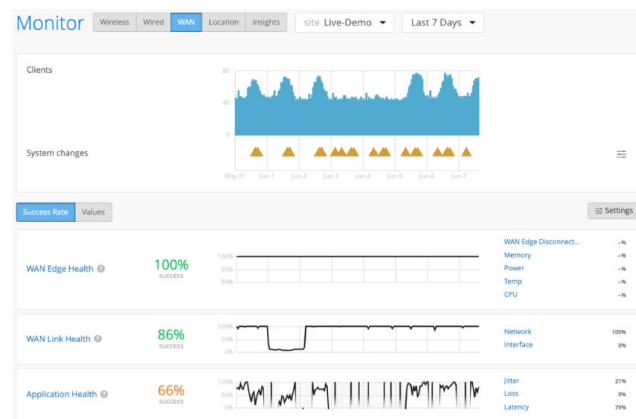 Monitor Wireless Wired WAN Location Insights site Live-Demo Last 7 Days
Clients
80
40
0
System changes
May-31 Jun-1 Jun-2 Jun-3 Jun-4 Jun-5 Jun-6 Jun-7
Success Rate Values Settings
WAN Edge Disconnect... --%
100% Memory --%
WAN Edge Health 100% success 95% Power --%
90% Temp --%
CPU --%
100% Network 100%
WAN Link Health 86% success 50% Interface 0%
0%
100% Jitter 21%
Application Health 66% success 50% Loss 0%
0% Latency 79%